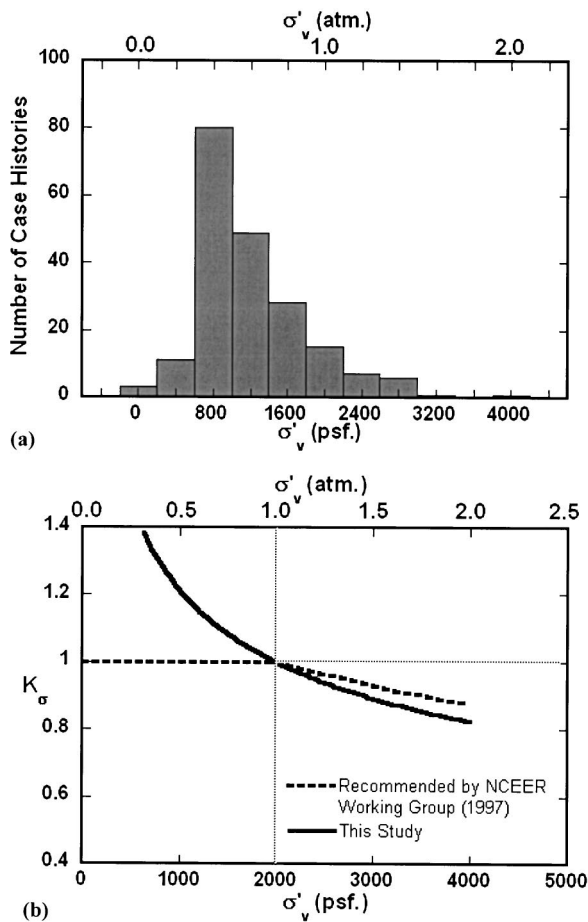 σ'v (atm.)
0.0 1.0 2.0
100
80
60
40
20
0
Number of Case Histories
0 800 1600 2400 3200 4000
σ'v (psf.)
(a)
σ'v (atm.)
0.0 0.5 1.0 1.5 2.0 2.5
1.4
1.2
1
Kσ
0.8
0.6
0.4
Recommended by NCEER
Working Group (1997)
This Study
0 1000 2000 3000 4000 5000
σ'v (psf.)
(b)